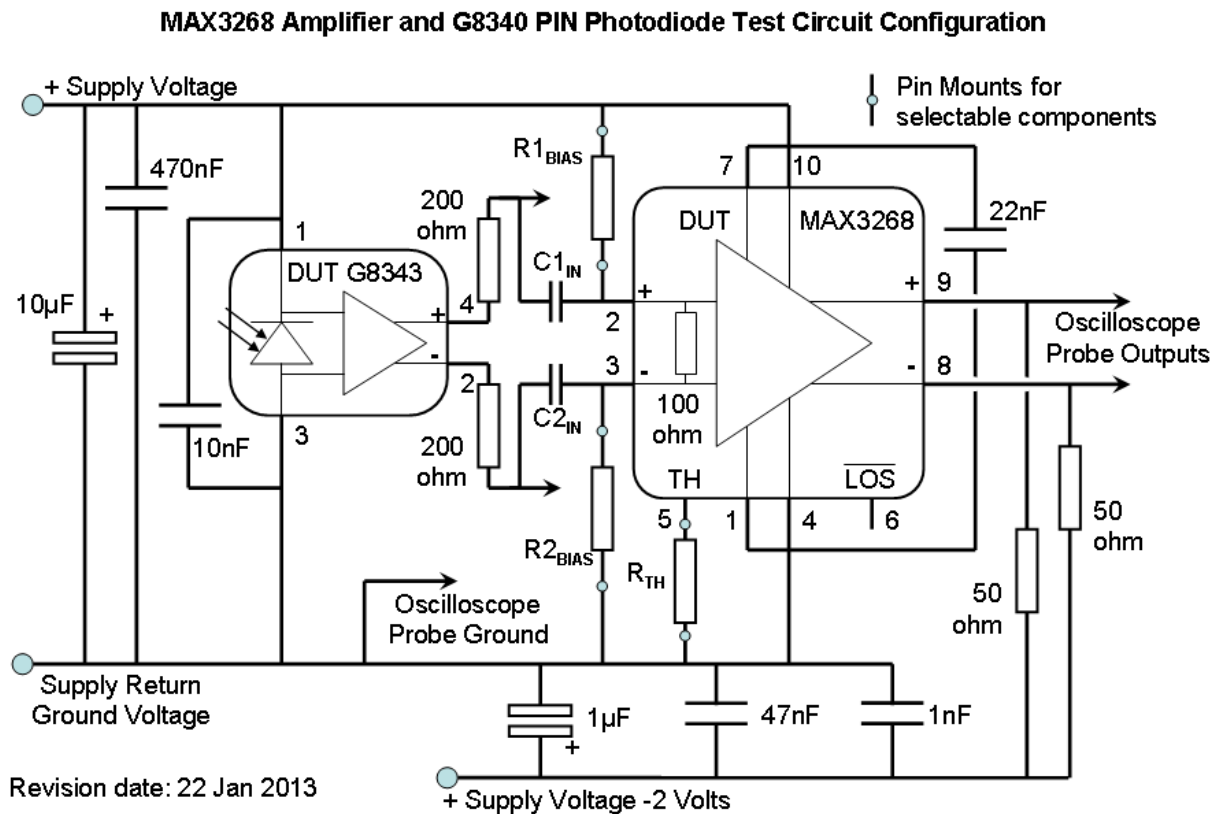 MAX3268 Amplifier and G8340 PIN Photodiode Test Circuit Configuration
+ Supply Voltage
Pin Mounts for
selectable components
470nF
R1BIAS
7
10
200
ohm
DUT
MAX3268
22nF
1
DUT G8343
C1IN
10µF
+
4
+
+
+
9
2
Oscilloscope
Probe Outputs
-
3
-
-
8
2
10nF
3
C2IN
100
ohm
200
ohm
TH
LOS
5
1
4
6
50
ohm
R2BIAS
RTH
50
ohm
Oscilloscope
Probe Ground
Supply Return
Ground Voltage
1µF
+
47nF
1nF
Revision date: 22 Jan 2013
+ Supply Voltage -2 Volts